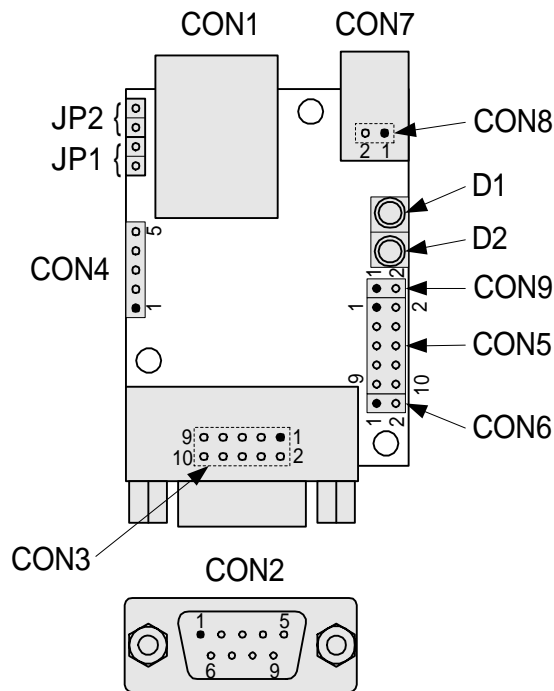 CON1
CON7
JP2
JP1
CON8
2 1
D1
D2
5
CON4
1
1 2
CON9
1 2
CON5
9 10
1 2
CON6
9 1
10 2
CON3
CON2
1 5
6 9